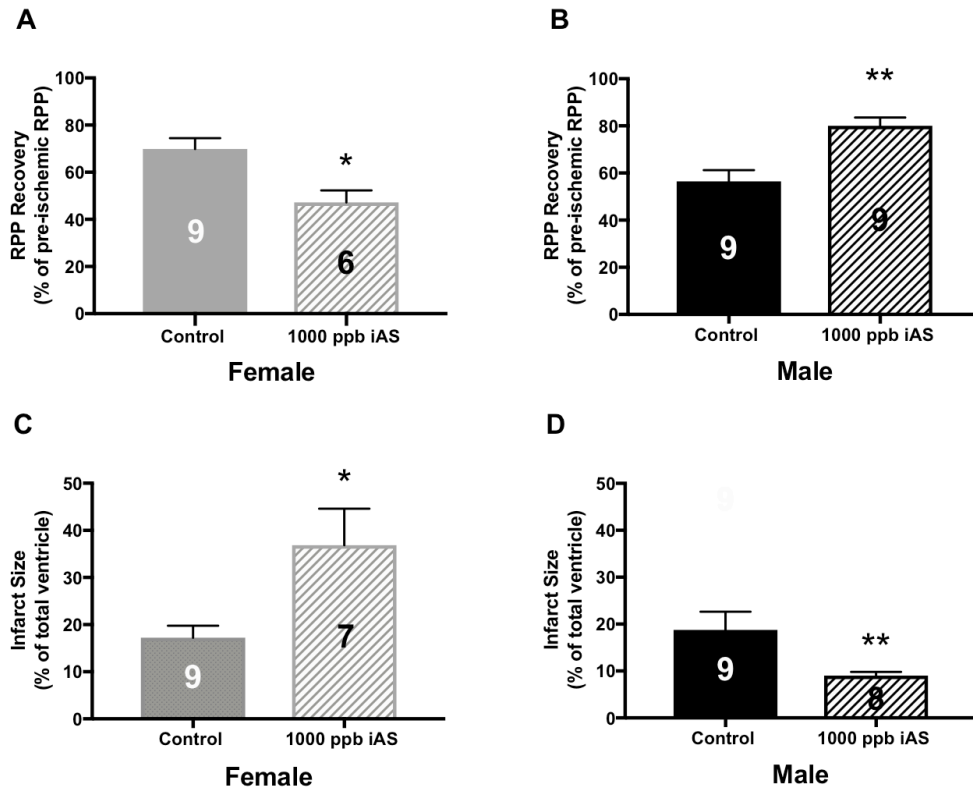 A
RPP Recovery
(% of pre-ischemic RPP)
100
80
60
40
20
0
9
*
6
Control
1000 ppb iAS
Female
B
RPP Recovery
(% of pre-ischemic RPP)
100
80
60
40
20
0
9
**
9
Control
1000 ppb iAS
Male
C
Infarct Size
(% of total ventricle)
50
40
30
20
10
0
9
*
7
Control
1000 ppb iAS
Female
D
Infarct Size
(% of total ventricle)
50
40
30
20
10
0
9
9
**
8
Control
1000 ppb iAS
Male